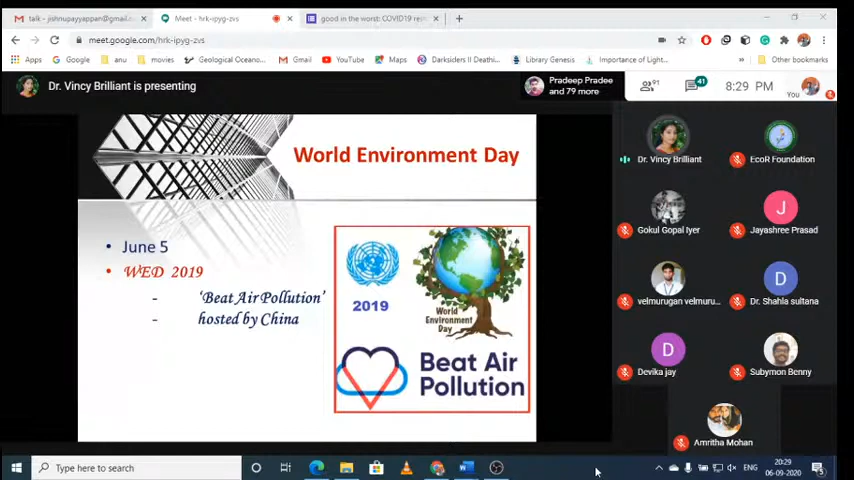 talk - jishnupayyappan@gmail.
Meet - hrk-ipyg-zvs
good in the worst: COVID19 rem
meet.google.com/hrk-ipyg-zvs
Apps
Google
anu
movies
Geological Oceano...
Gmail
YouTube
Maps
Darksiders II Deathi...
Library Genesis
Importance of Light...
Other bookmarks
Dr. Vincy Brilliant is presenting
Pradeep Pradee
and 79 more
91
41
8:29 PM
You
World Environment Day
June 5
WED 2019
- ‘Beat Air Pollution’
- hosted by China
2019
World
Environment
Day
Beat Air
Pollution
Dr. Vincy Brilliant
EcoR Foundation
Gokul Gopal Iyer
J
Jayashree Prasad
velmurugan velmuru...
D
Dr. Shahla sultana
D
Devika jay
Subymon Benny
Amritha Mohan
Type here to search
ENG
20:29
06-09-2020
5